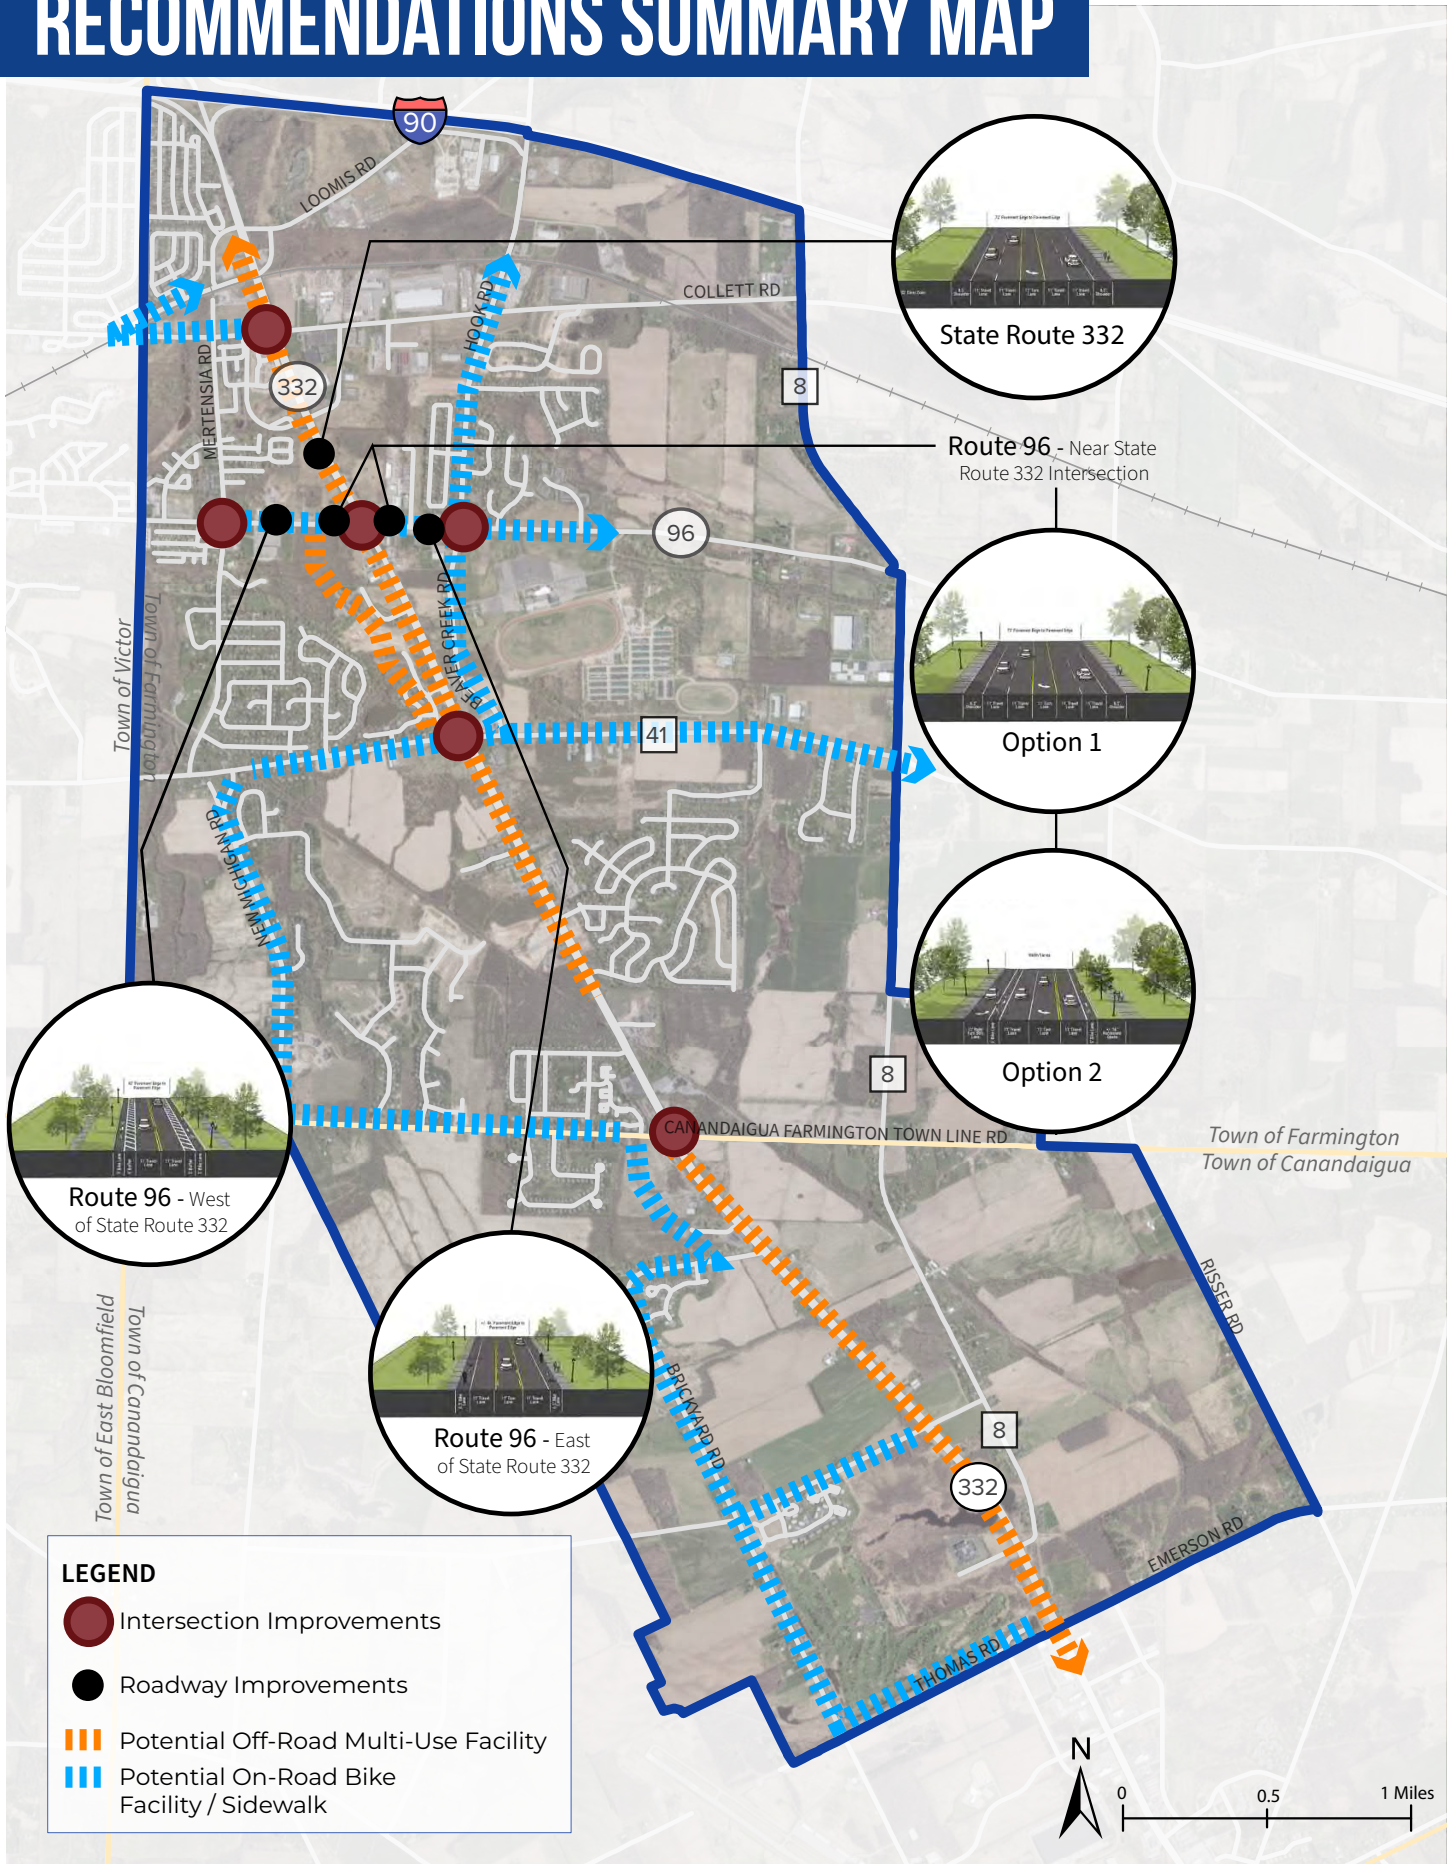 RECOMMENDATIONS SUMMARY MAP
90
LOOMIS RD
COLLETT RD
HOOK RD
MERTENSIA RD
332
8
State Route 332
Route 96 - Near State
Route 332 Intersection
96
Town of Victor
Town of Farmington
BEAVER CREEK RD
41
Option 1
NEW MICHIGAN RD
8
Option 2
CANANDAIGUA FARMINGTON TOWN LINE RD
Town of Farmington
Town of Canandaigua
Route 96 - West
of State Route 332
RISSER RD
Town of East Bloomfield
Town of Canandaigua
BRICKYARD RD
Route 96 - East
of State Route 332
8
332
EMERSON RD
THOMAS RD
LEGEND
Intersection Improvements
Roadway Improvements
Potential Off-Road Multi-Use Facility
Potential On-Road Bike
Facility / Sidewalk
N
0 0.5 1 Miles